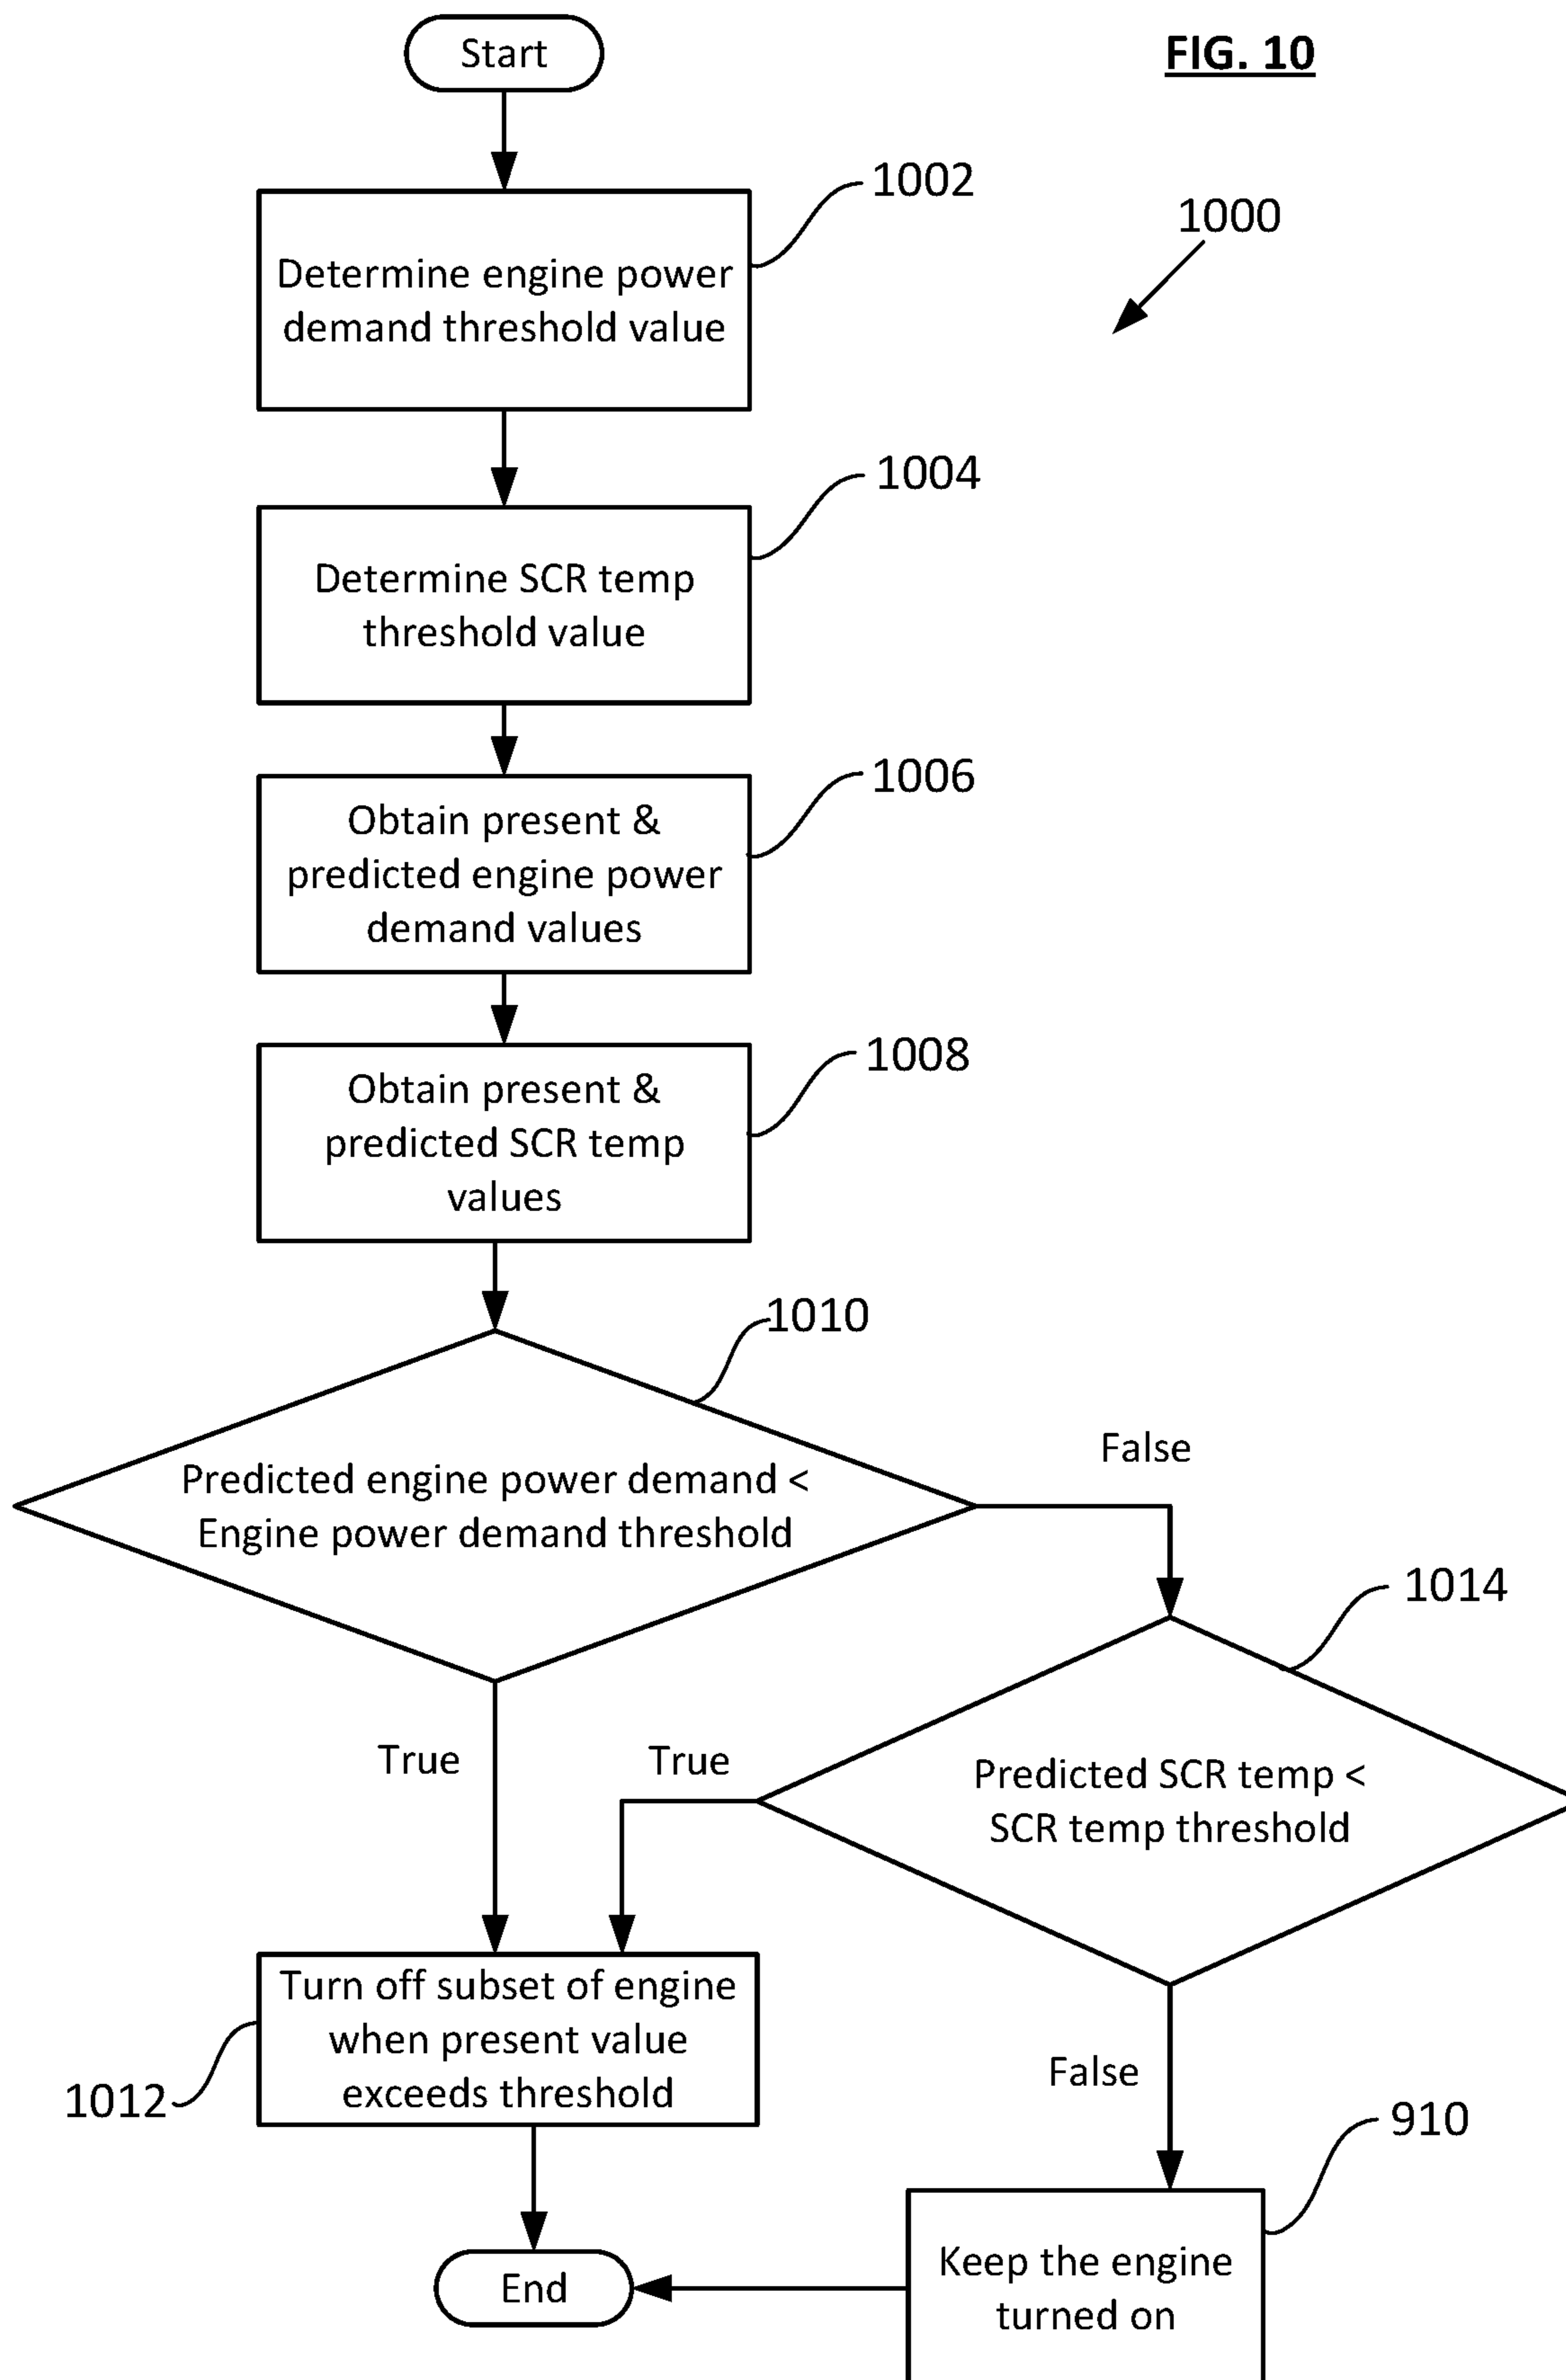 Start
FIG. 10
1002
1000
Determine engine power
demand threshold value
1004
Determine SCR temp
threshold value
1006
Obtain present &
predicted engine power
demand values
1008
Obtain present &
predicted SCR temp
values
1010
False
Predicted engine power demand <
Engine power demand threshold
1014
True
True
Predicted SCR temp <
SCR temp threshold
Turn off subset of engine
when present value
exceeds threshold
1012
False
910
Keep the engine
turned on
End